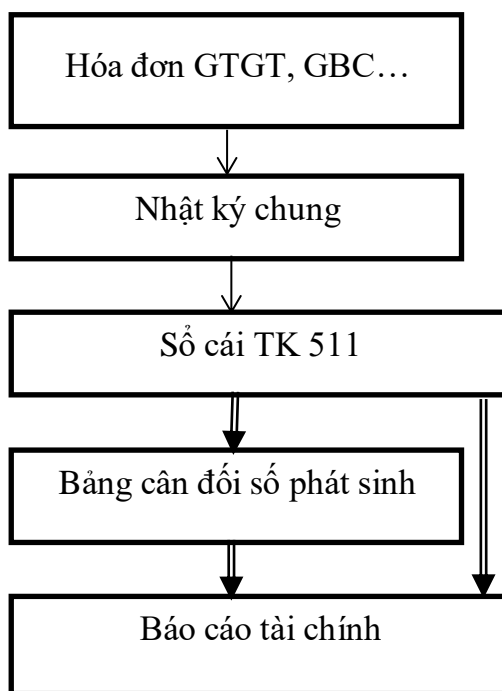 Hóa đơn GTGT, GBC…
Nhật ký chung
Sổ cái TK 511
Bảng cân đối số phát sinh
Báo cáo tài chính